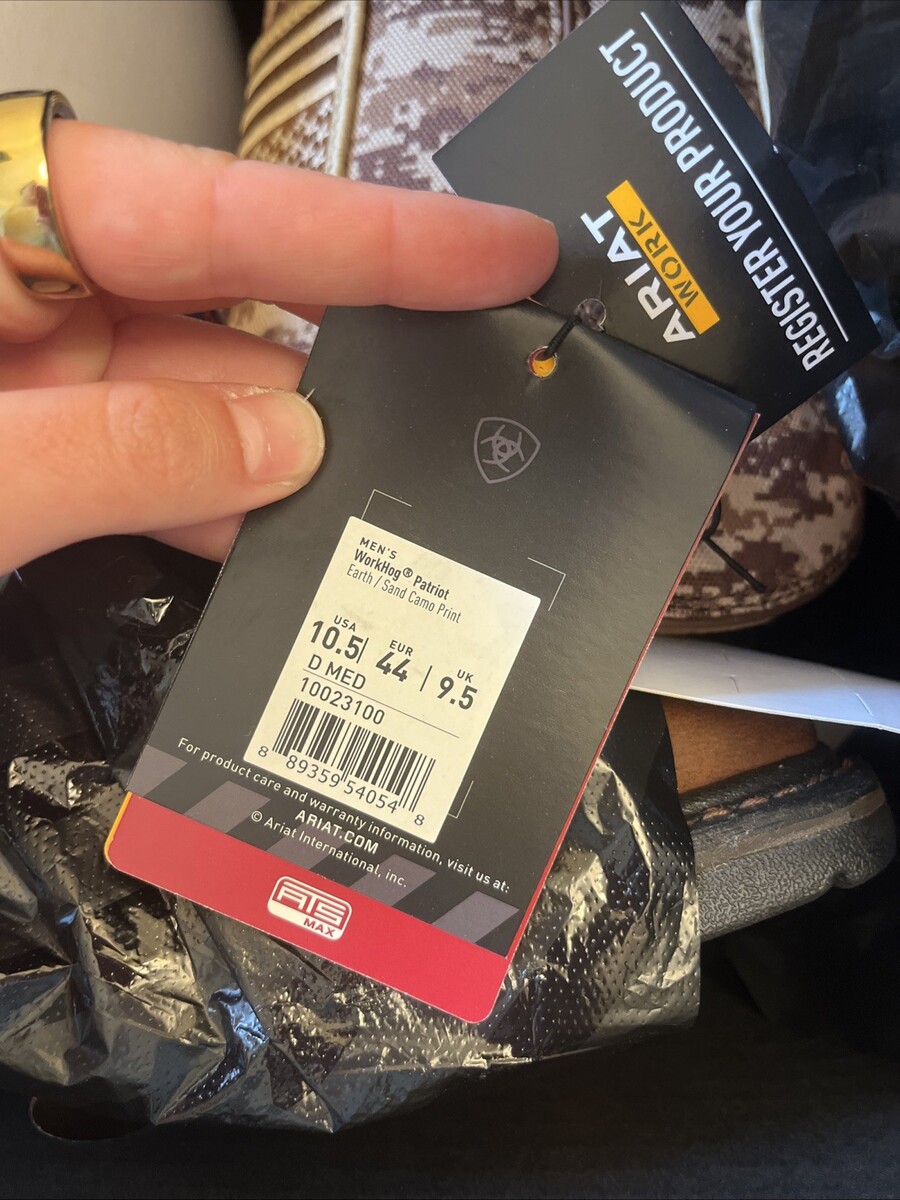 REGISTER YOUR PRODUCT
ARIAT
WORK
MEN'S
WorkHog® Patriot
Earth / Sand Camo Print
USA EUR UK
10.5| 44 | 9.5
D MED
10023100
8 89359 54054 8
For product care and warranty information, visit us at:
ARIAT.COM
© Ariat International, inc.
ATS
MAX